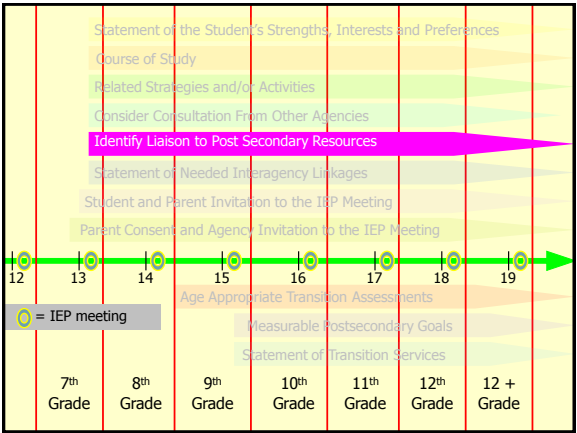 Statement of the Student's Strengths, Interests and Preferences
Course of Study
Related Strategies and/or Activities
Consider Consultation From Other Agencies
Identify Liaison to Post Secondary Resources
Statement of Needed Interagency Linkages
Student and Parent Invitation to the IEP Meeting
Parent Consent and Agency Invitation to the IEP Meeting
12 13 14 15 16 17 18 19
Age Appropriate Transition Assessments
= IEP meeting
Measurable Postsecondary Goals
Statement of Transition Services
7th 8th 9th 10th 11th 12th 12 +
Grade Grade Grade Grade Grade Grade Grade